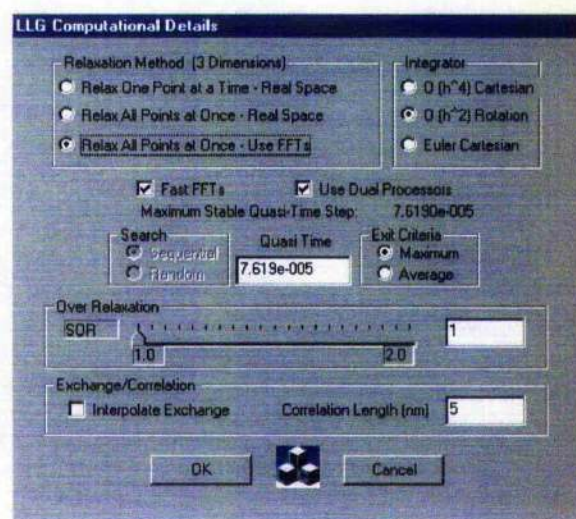 LLG Computational Details
Relaxation Method (3 Dimensions)
Relax One Point at a Time - Real Space
Relax All Points at Once - Real Space
Relax All Points at Once - Use FFTs
Integrator
O (h^4) Cartesian
O (h^2) Rotation
Euler Cartesian
Fast FFTs
Use Dual Processors
Maximum Stable Quasi-Time Step: 7.6190e-005
Search
Sequential
Random
Quasi Time
7.619e-005
Exit Criteria
Maximum
Average
Over Relaxation
SOR
1.0
2.0
1
Exchange/Correlation
Interpolate Exchange
Correlation Length (nm)
5
OK
Cancel